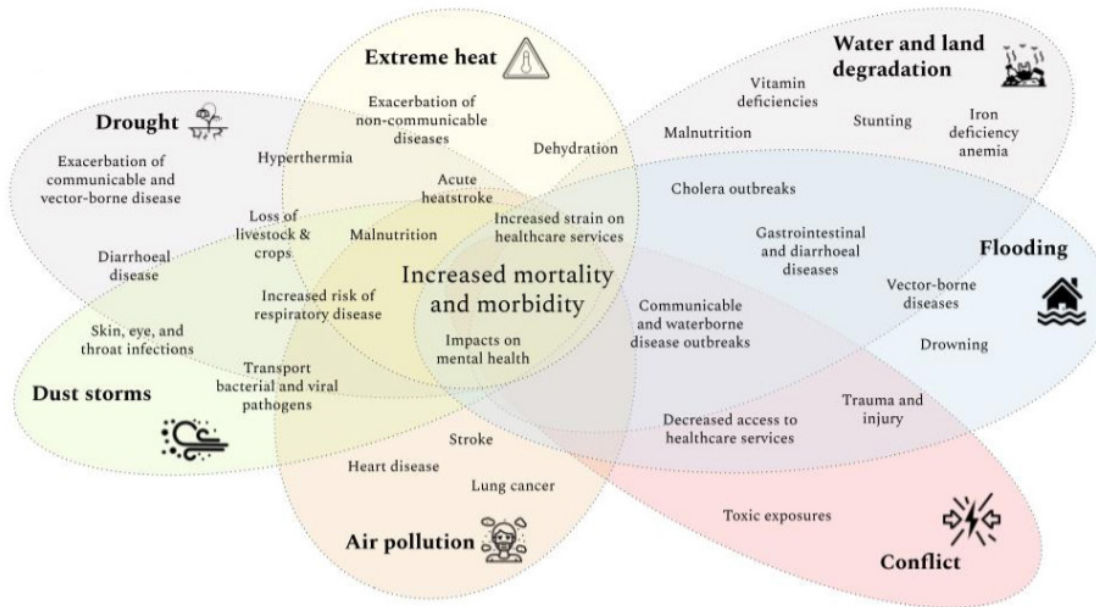 Extreme heat
Exacerbation of
non-communicable
diseases
Dehydration
Water and land
degradation
Vitamin
deficiencies
Malnutrition
Stunting
Iron
deficiency
anemia
Drought
Exacerbation of
communicable and
vector-borne disease
Hyperthermia
Acute
heatstroke
Loss of
livestock &
crops
Malnutrition
Increased strain on
healthcare services
Cholera outbreaks
Gastrointestinal
and diarrhoeal
diseases
Flooding
Vector-borne
diseases
Drowning
Diarrhoeal
disease
Increased risk of
respiratory disease
Increased mortality
and morbidity
Communicable
and waterborne
disease outbreaks
Skin, eye, and
throat infections
Impacts on
mental health
Transport
bacterial and viral
pathogens
Dust storms
Trauma and
injury
Decreased access to
healthcare services
Stroke
Heart disease
Lung cancer
Air pollution
Toxic exposures
Conflict